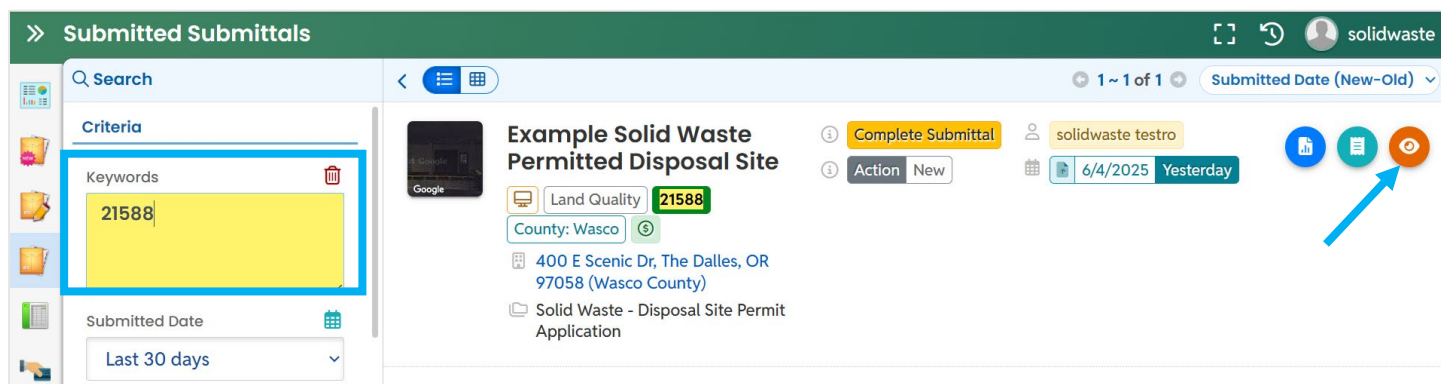 Submitted Submittals
solidwaste
Search
1 ~ 1 of 1
Submitted Date (New-Old)
Criteria
Keywords
21588
Submitted Date
Last 30 days
NEW
Google
Example Solid Waste
Permitted Disposal Site
Land Quality 21588
County: Wasco
400 E Scenic Dr, The Dalles, OR
97058 (Wasco County)
Solid Waste - Disposal Site Permit
Application
Complete Submittal
Action New
solidwaste testro
6/4/2025 Yesterday